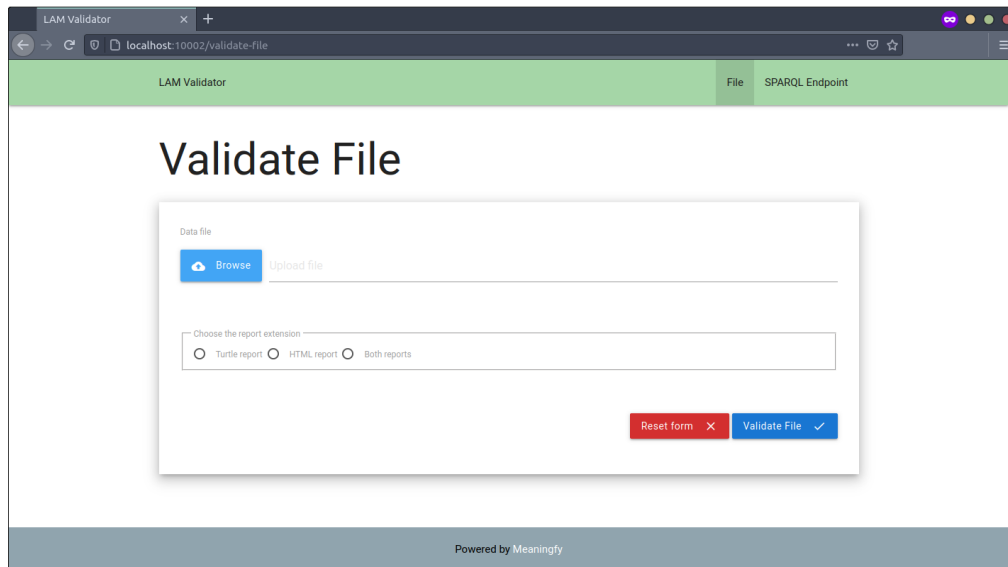 LAM Validator
localhost:10002/validate-file
LAM Validator File SPARQL Endpoint
Validate File
Data file
Browse Upload file
Choose the report extension
Turtle report HTML report Both reports
Reset form Validate File
Powered by Meaningfy